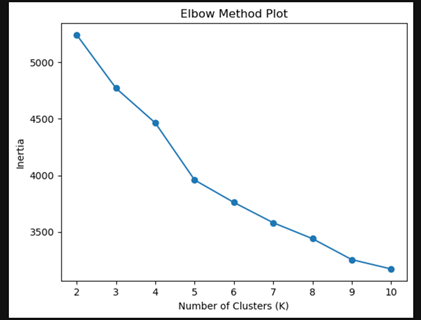 Elbow Method Plot
5000
4500
4000
3500
Inertia
2 3 4 5 6 7 8 9 10
Number of Clusters (K)